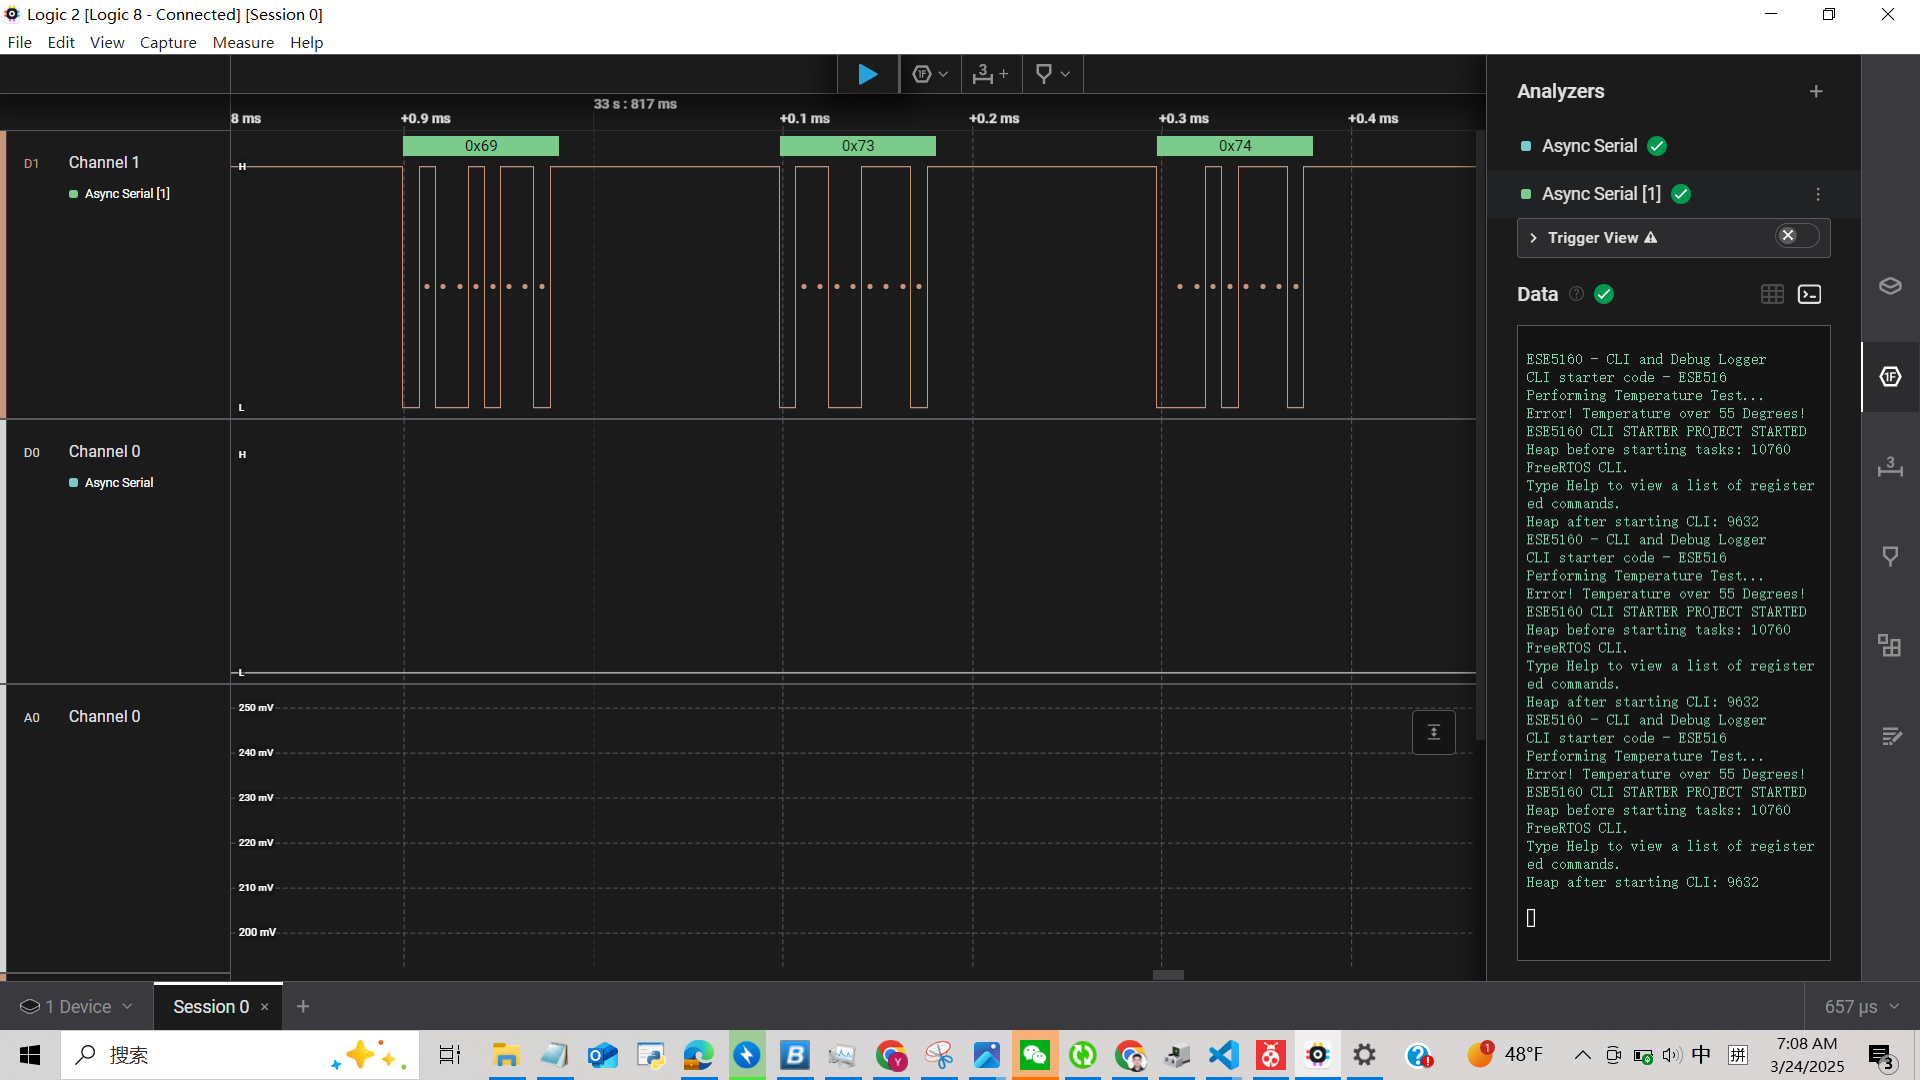 Logic 2 [Logic 8 - Connected] [Session 0]
File Edit View Capture Measure Help
33 s : 817 ms
8 ms +0.9 ms +0.1 ms +0.2 ms +0.3 ms +0.4 ms
D1 Channel 1
Async Serial [1]
0x69 0x73 0x74
H
L
D0 Channel 0
Async Serial
H
L
A0 Channel 0
250 mV
240 mV
230 mV
220 mV
210 mV
200 mV
Analyzers
Async Serial
Async Serial [1]
Trigger View
Data
ESE5160 - CLI and Debug Logger
CLI starter code - ESE516
Performing Temperature Test...
Error! Temperature over 55 Degrees!
ESE5160 CLI STARTER PROJECT STARTED
Heap before starting tasks: 10760
FreeRTOS CLI.
Type Help to view a list of register
ed commands.
Heap after starting CLI: 9632
ESE5160 - CLI and Debug Logger
CLI starter code - ESE516
Performing Temperature Test...
Error! Temperature over 55 Degrees!
ESE5160 CLI STARTER PROJECT STARTED
Heap before starting tasks: 10760
FreeRTOS CLI.
Type Help to view a list of register
ed commands.
Heap after starting CLI: 9632
ESE5160 - CLI and Debug Logger
CLI starter code - ESE516
Performing Temperature Test...
Error! Temperature over 55 Degrees!
ESE5160 CLI STARTER PROJECT STARTED
Heap before starting tasks: 10760
FreeRTOS CLI.
Type Help to view a list of register
ed commands.
Heap after starting CLI: 9632
1 Device
Session 0
657 µs
搜索
1
48°F
中
拼
7:08 AM
3/24/2025
3